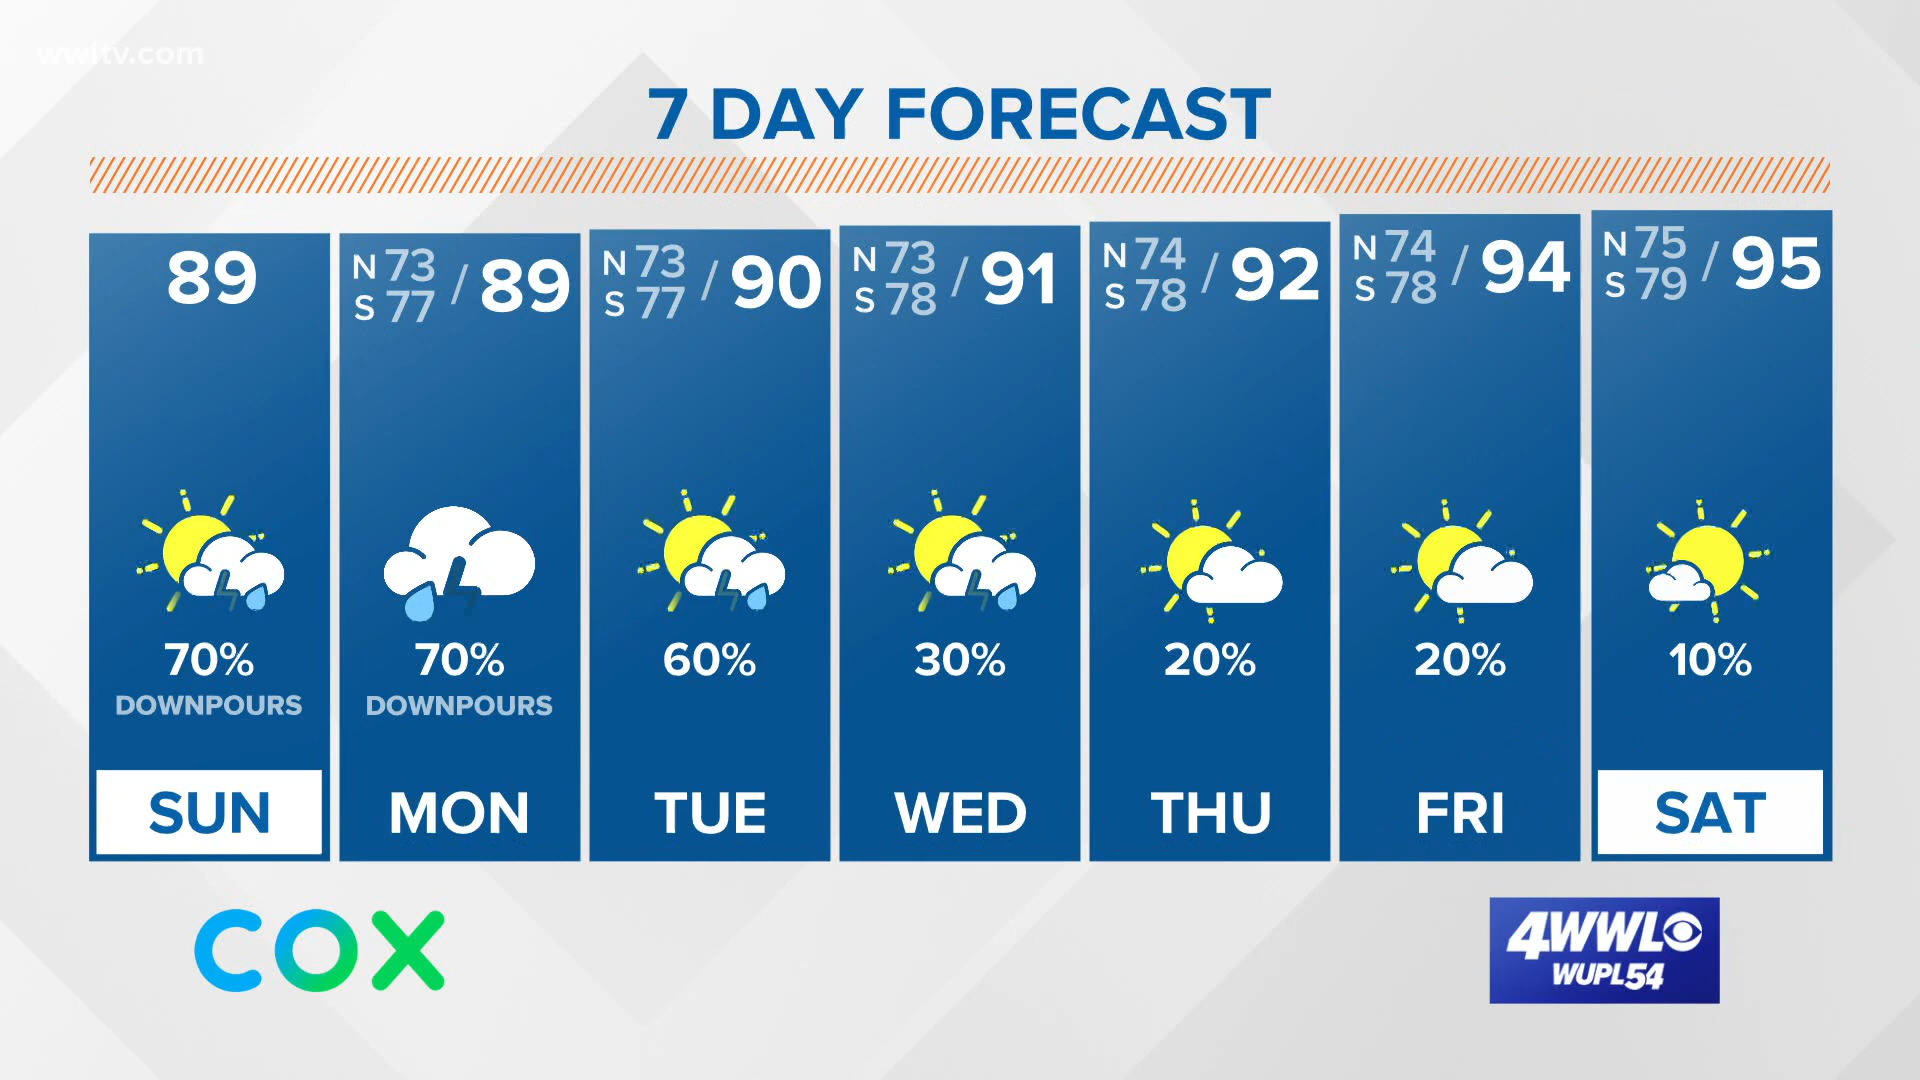 wwltv.com
7 DAY FORECAST
89
70%
DOWNPOURS
SUN
N 73
S 77
/ 89
70%
DOWNPOURS
MON
N 73
S 77
/ 90
60%
TUE
N 73
S 78
/ 91
30%
WED
N 74
S 78
/ 92
20%
THU
N 74
S 78
/ 94
20%
FRI
N 75
S 79
/ 95
10%
SAT
COX
4WWL
WUPL54